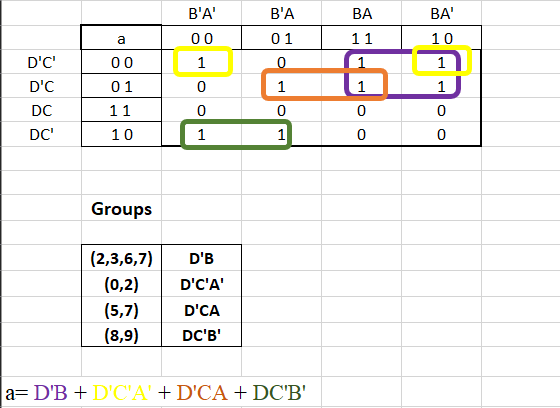 B'A' B'A BA BA'
a 0 0 0 1 1 1 1 0
D'C' 0 0 1 0 1 1
D'C 0 1 0 1 1 1
DC 1 1 0 0 0 0
DC' 1 0 1 1 0 0
Groups
(2,3,6,7) D'B
(0,2) D'C'A'
(5,7) D'CA
(8,9) DC'B'
a= D'B + D'C'A' + D'CA + DC'B'